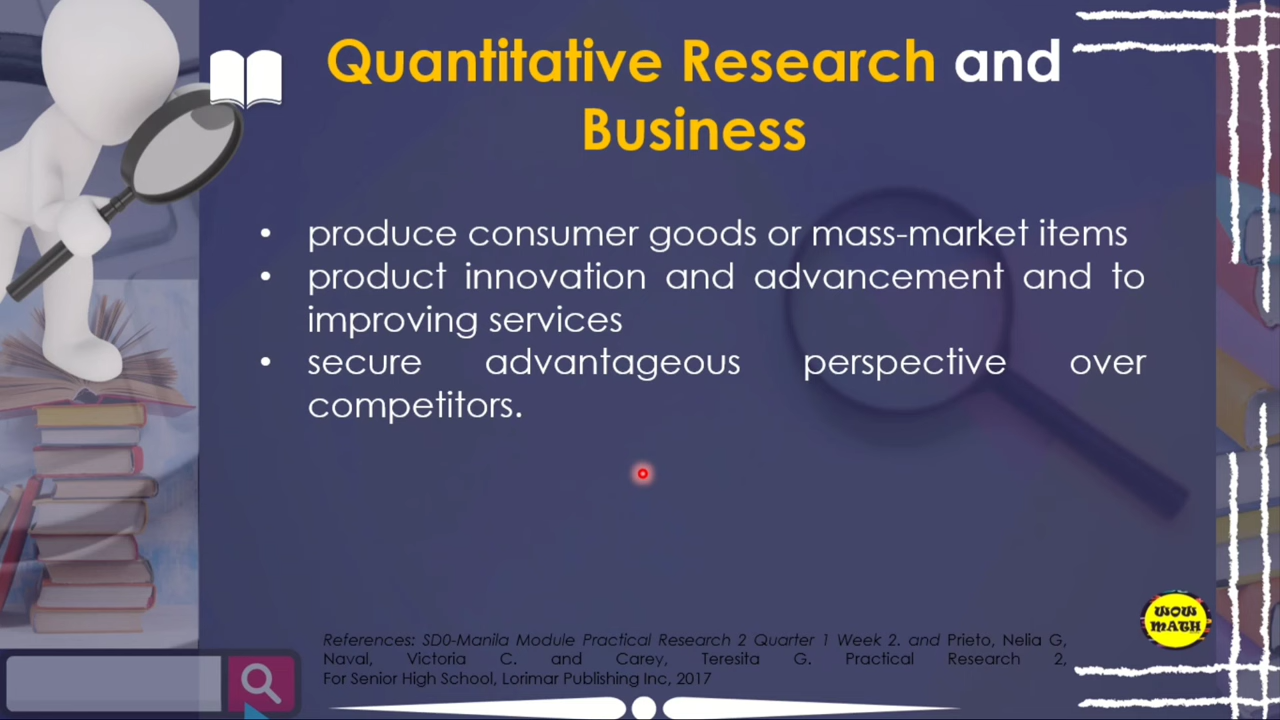 Quantitative Research and
Business
• produce consumer goods or mass-market items
• product innovation and advancement and to
improving services
• secure advantageous perspective over
competitors.
References: SD0-Manila Module Practical Research 2 Quarter 1 Week 2. and Prieto, Nelia G,
Naval, Victoria C. and Carey, Teresita G. Practical Research 2,
For Senior High School, Lorimar Publishing Inc, 2017
WOW
MATH